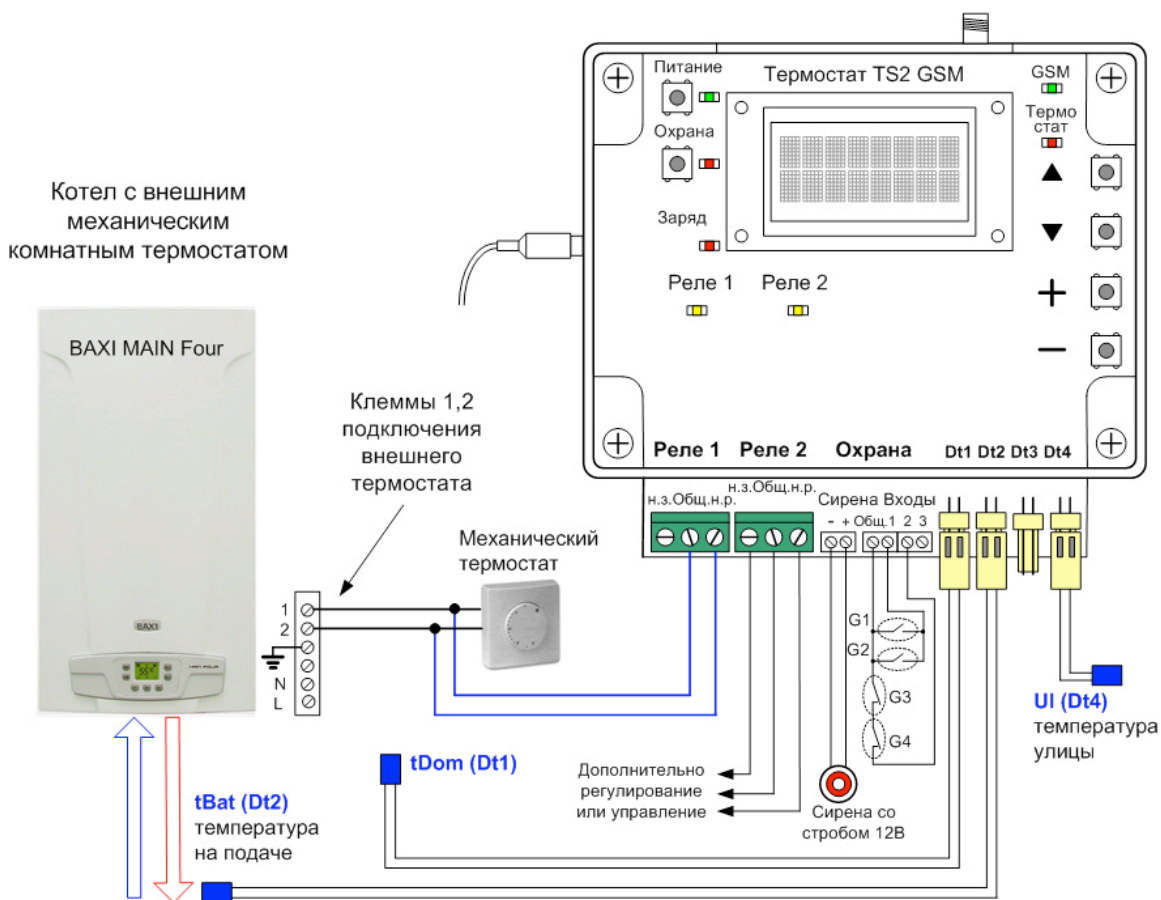 Питание
Термостат TS2 GSM
GSM
Термо
стат
Охрана
Заряд
Реле 1
Реле 2
Котел с внешним
механическим
комнатным термостатом
BAXI MAIN Four
BAXI
Клеммы 1,2
подключения
внешнего
термостата
Механический
термостат
1
2
N
L
Реле 1
Реле 2
Охрана
Dt1 Dt2 Dt3 Dt4
н.з.Общ.н.р.
н.з.Общ.н.р.
Сирена Входы
- + Общ.1 2 3
G1
G2
G3
G4
UI (Dt4)
температура
улицы
tDom (Dt1)
Дополнительно
регулирование
или управление
Сирена со
стробом 12В
tBat (Dt2)
температура
на подаче